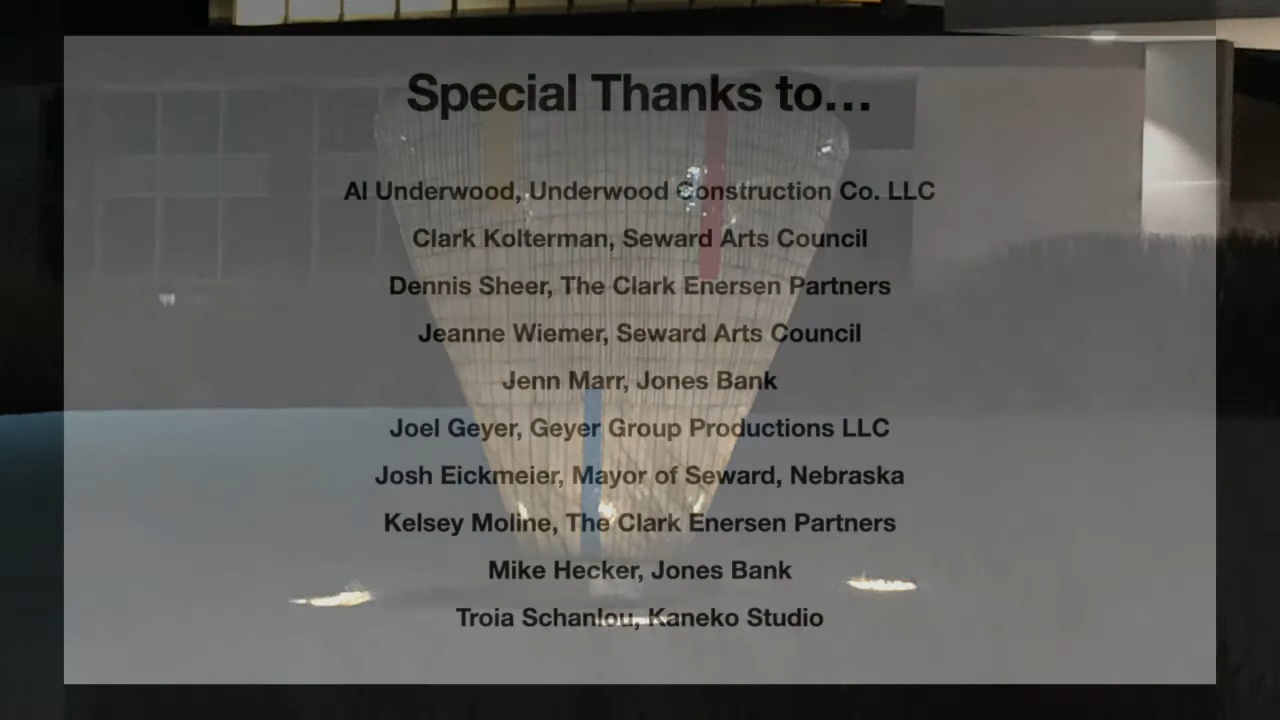 Special Thanks to...
Al Underwood, Underwood Construction Co. LLC
Clark Kolterman, Seward Arts Council
Dennis Sheer, The Clark Enersen Partners
Jeanne Wiemer, Seward Arts Council
Jenn Marr, Jones Bank
Joel Geyer, Geyer Group Productions LLC
Josh Eickmeier, Mayor of Seward, Nebraska
Kelsey Moline, The Clark Enersen Partners
Mike Hecker, Jones Bank
Troia Schanlou, Kaneko Studio